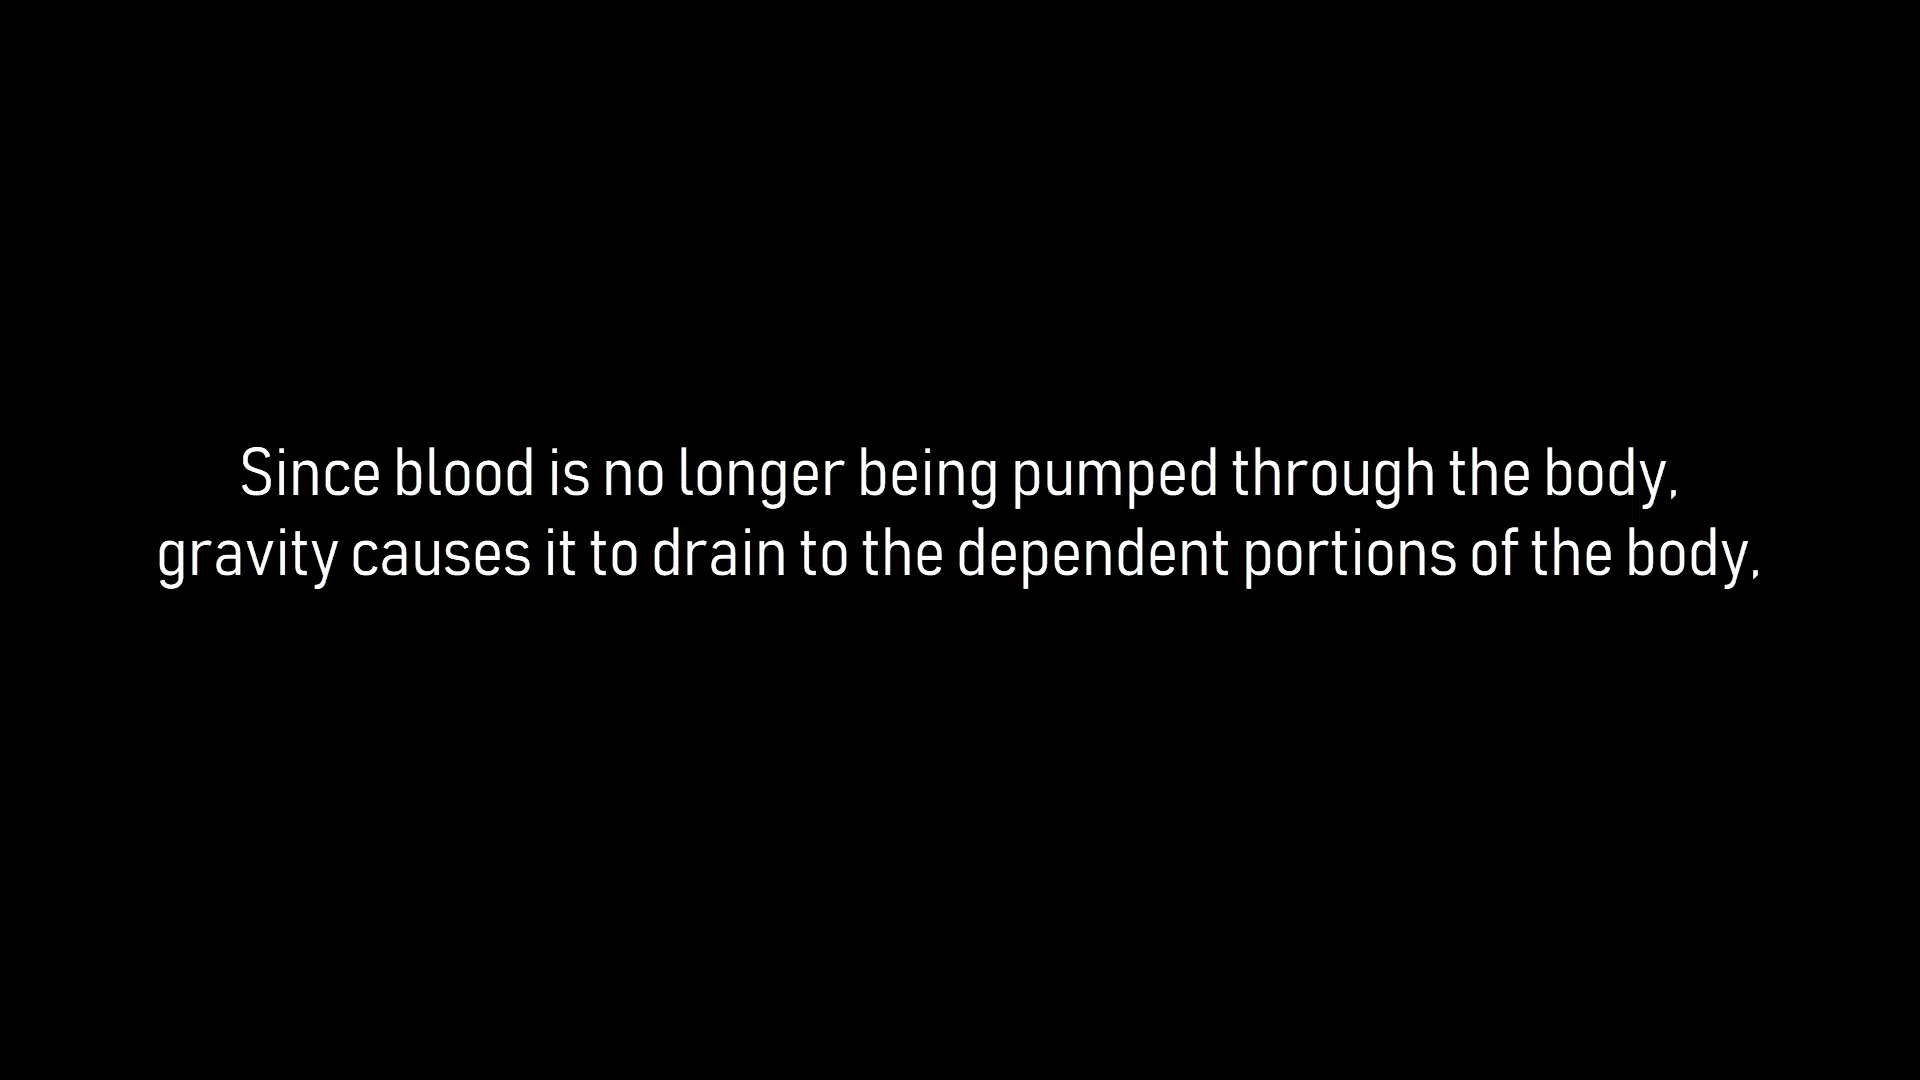 Since blood is no longer being pumped through the body,
gravity causes it to drain to the dependent portions of the body,